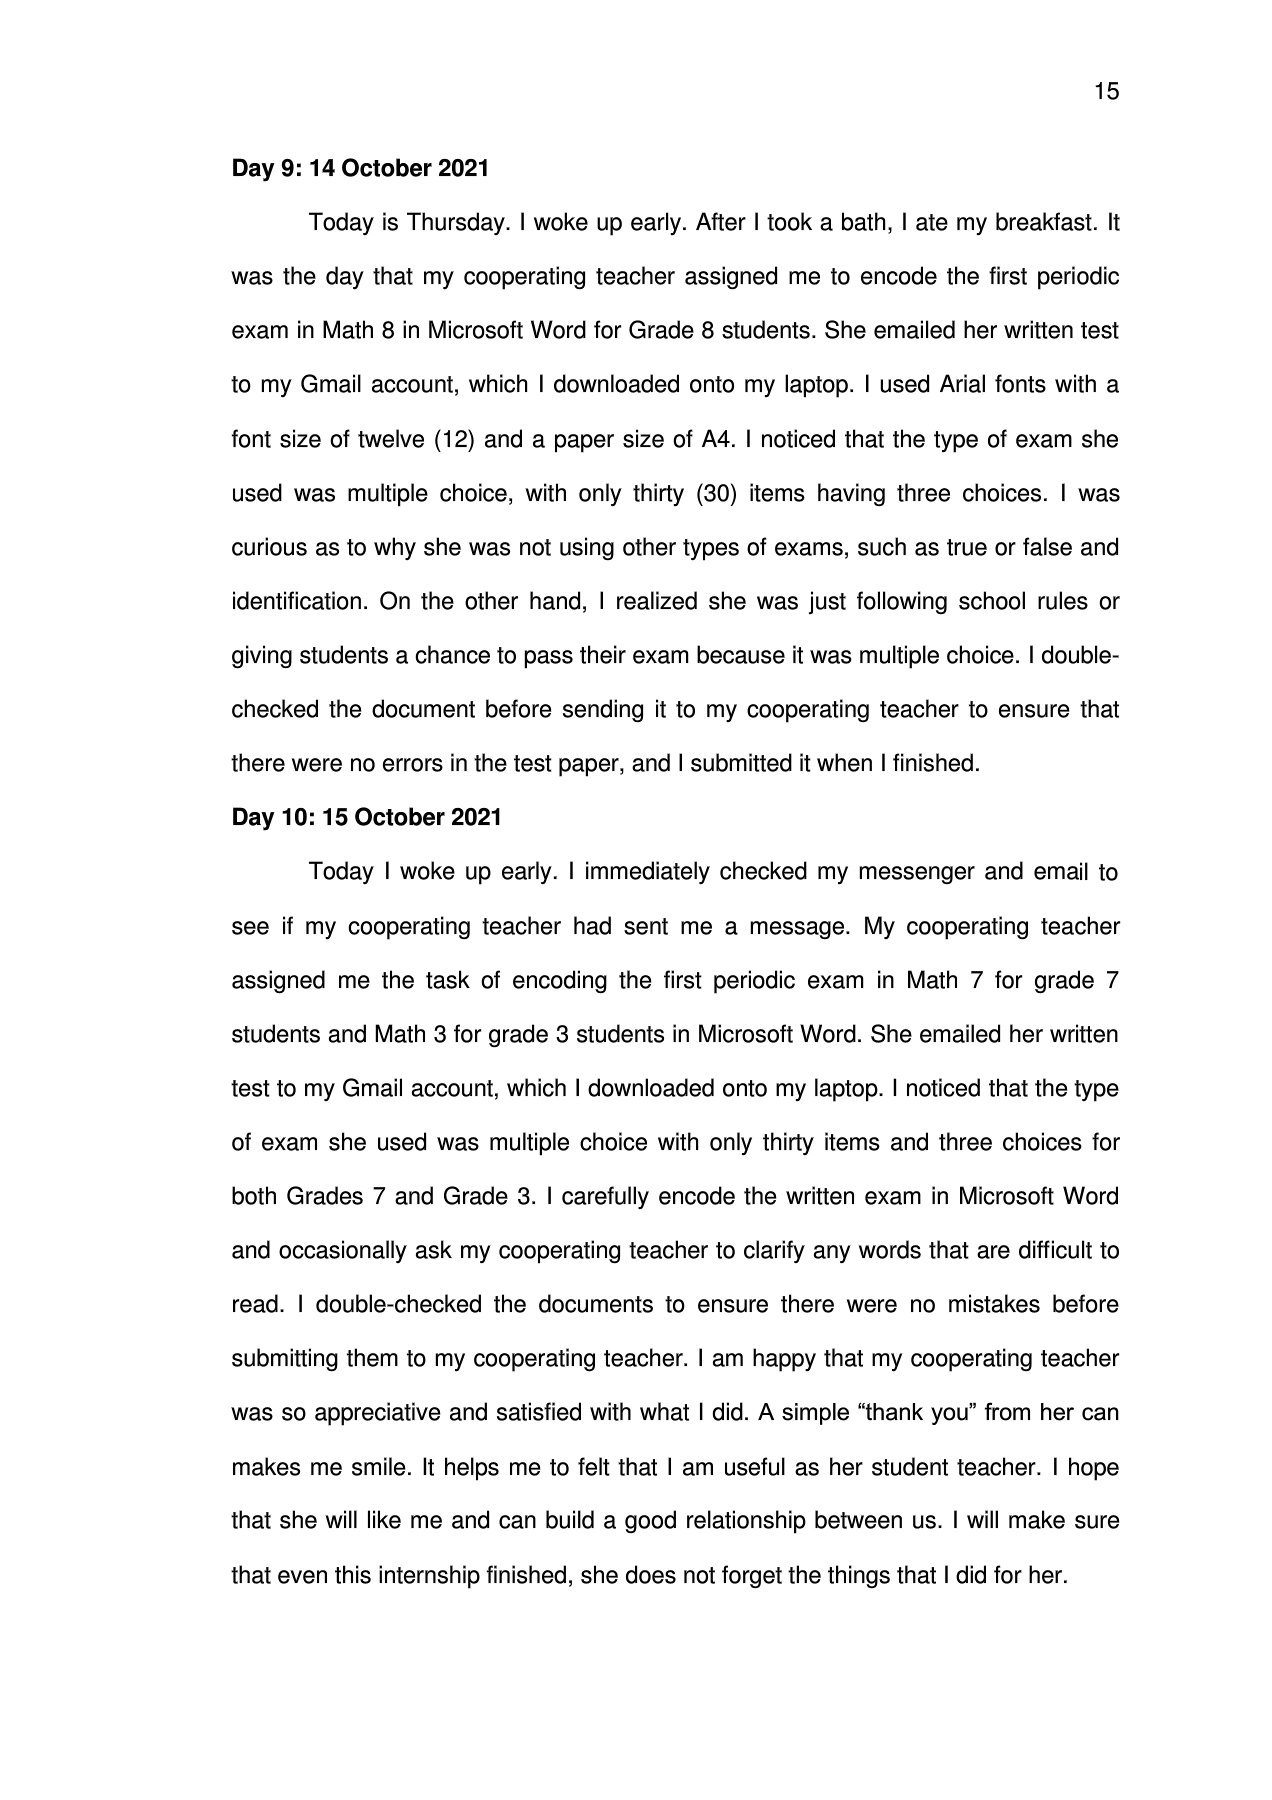 15
Day 9: 14 October 2021
Today is Thursday. I woke up early. After I took a bath, I ate my breakfast. It
was the day that my cooperating teacher assigned me to encode the first periodic
exam in Math 8 in Microsoft Word for Grade 8 students. She emailed her written test
to my Gmail account, which I downloaded onto my laptop. I used Arial fonts with a
font size of twelve (12) and a paper size of A4. I noticed that the type of exam she
used was multiple choice, with only thirty (30) items having three choices. I was
curious as to why she was not using other types of exams, such as true or false and
identification. On the other hand, I realized she was just following school rules or
giving students a chance to pass their exam because it was multiple choice. I double-
checked the document before sending it to my cooperating teacher to ensure that
there were no errors in the test paper, and I submitted it when I finished.
Day 10: 15 October 2021
Today I woke up early. I immediately checked my messenger and email to
see if my cooperating teacher had sent me a message. My cooperating teacher
assigned me the task of encoding the first periodic exam in Math 7 for grade 7
students and Math 3 for grade 3 students in Microsoft Word. She emailed her written
test to my Gmail account, which I downloaded onto my laptop. I noticed that the type
of exam she used was multiple choice with only thirty items and three choices for
both Grades 7 and Grade 3. I carefully encode the written exam in Microsoft Word
and occasionally ask my cooperating teacher to clarify any words that are difficult to
read. I double-checked the documents to ensure there were no mistakes before
submitting them to my cooperating teacher. I am happy that my cooperating teacher
was so appreciative and satisfied with what I did. A simple “thank you” from her can
makes me smile. It helps me to felt that I am useful as her student teacher. I hope
that she will like me and can build a good relationship between us. I will make sure
that even this internship finished, she does not forget the things that I did for her.